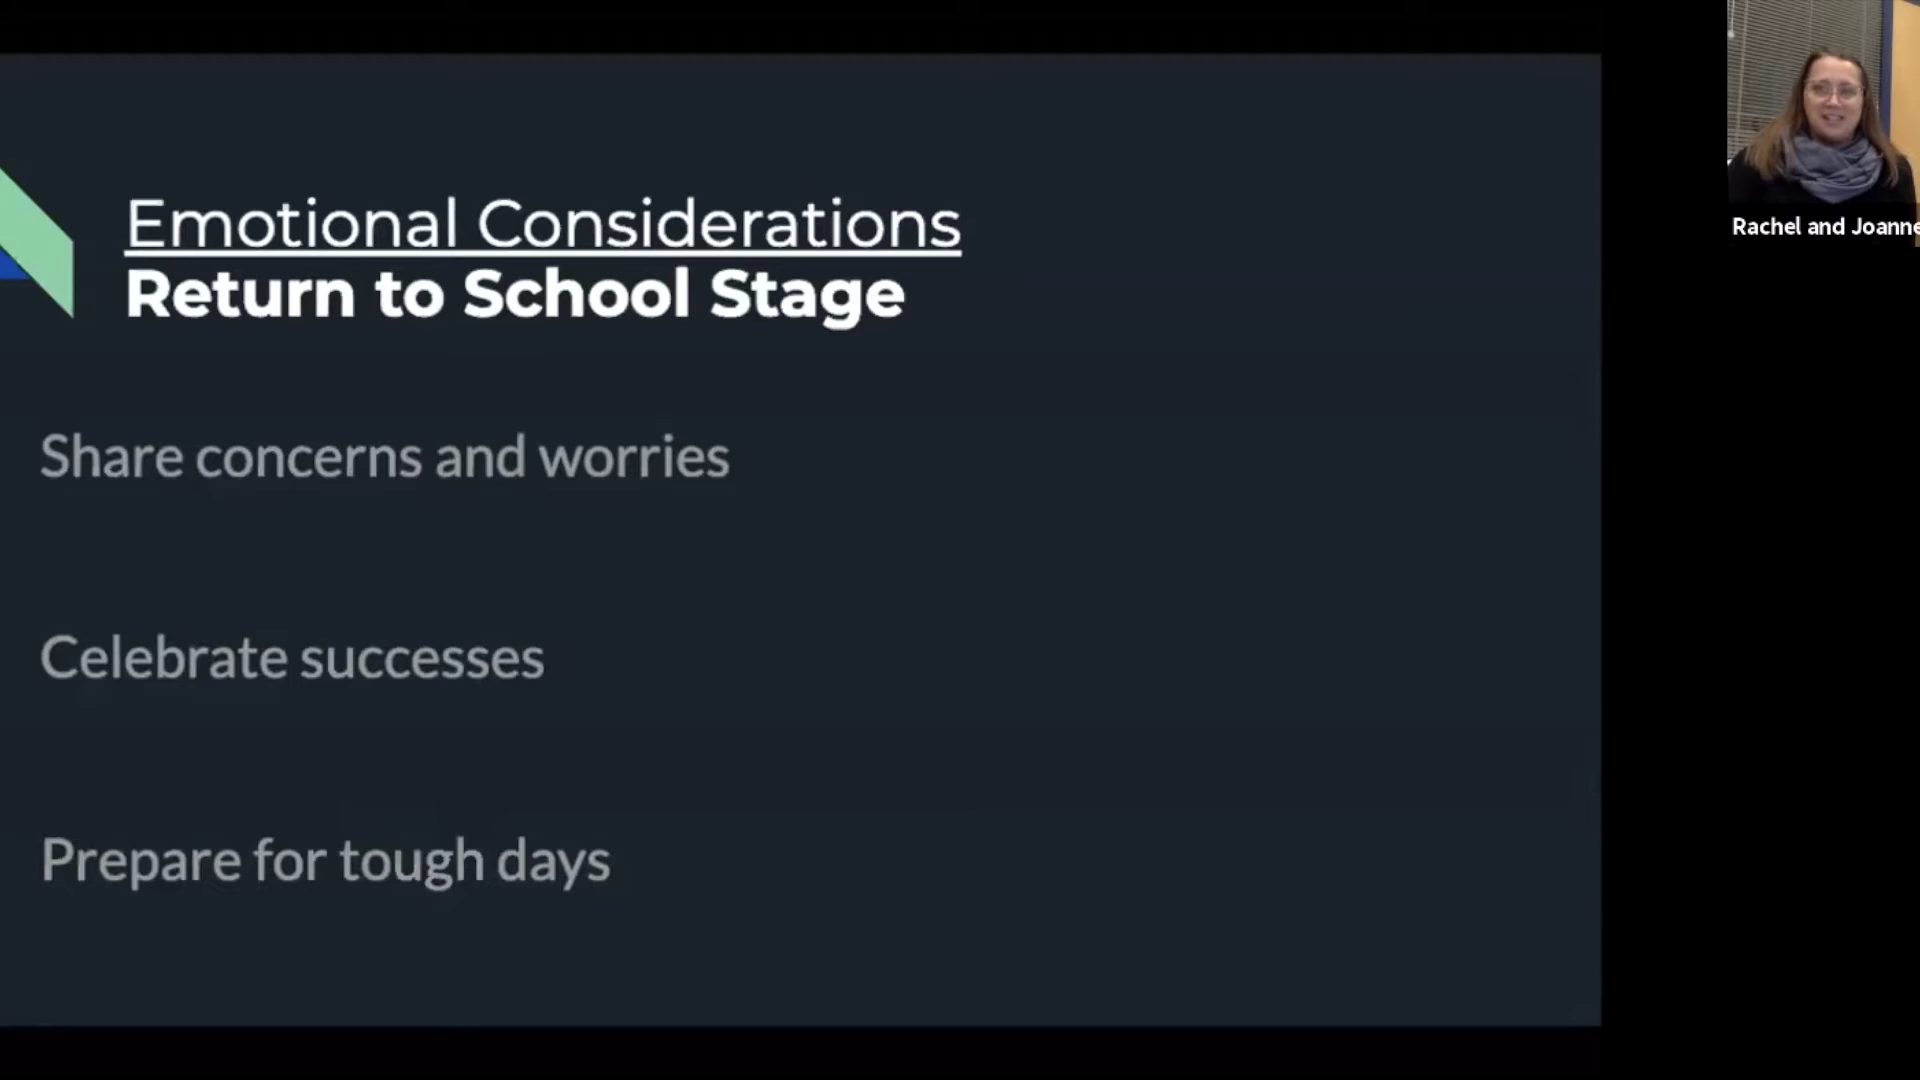 Emotional Considerations
Return to School Stage
Share concerns and worries
Celebrate successes
Prepare for tough days
Rachel and Joanne